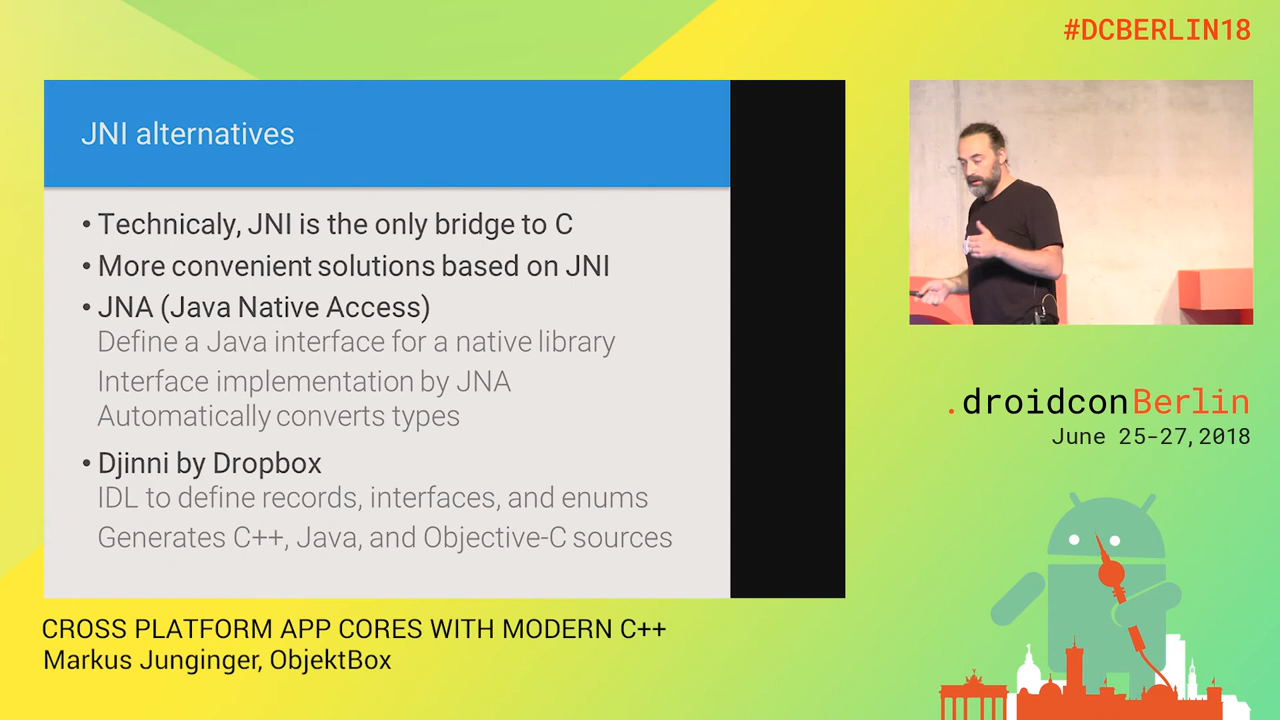 #DCBERLIN18
JNI alternatives
• Technicaly, JNI is the only bridge to C
• More convenient solutions based on JNI
• JNA (Java Native Access)
Define a Java interface for a native library
Interface implementation by JNA
Automatically converts types
• Djinni by Dropbox
IDL to define records, interfaces, and enums
Generates C++, Java, and Objective-C sources
.droidconBerlin
June 25-27, 2018
CROSS PLATFORM APP CORES WITH MODERN C++
Markus Junginger, ObjektBox